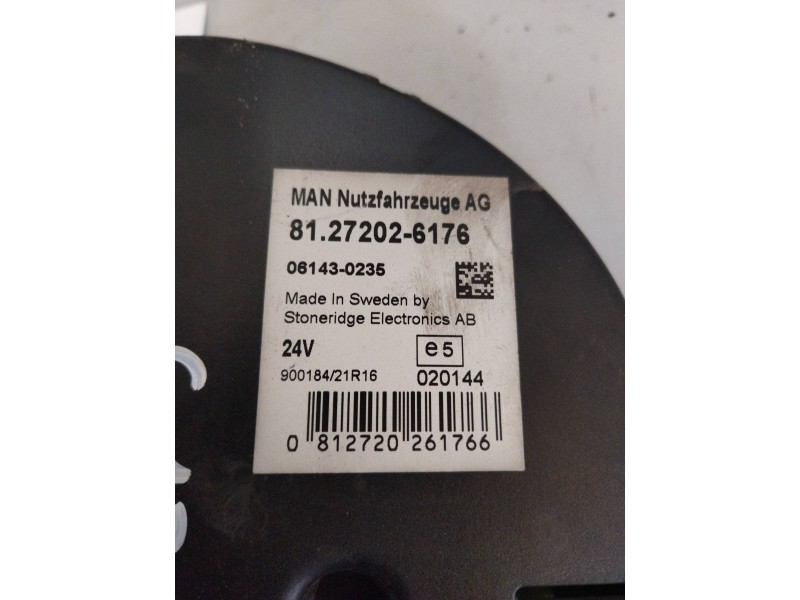 MAN Nutzfahrzeuge AG
81.27202-6176
06143-0235
Made In Sweden by
Stoneridge Electronics AB
24V e5
900184/21R16 020144
0 812720 261766